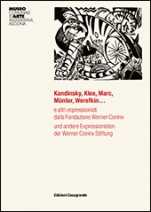 MUSEO
COMUNALE
D'ARTE
MODERNA
ASCONA
Kandinsky, Klee, Marc,
Münter, Werefkin…
e altri espressionisti
dalla Fondazione Werner Coninx
und andere Expressionisten
der Werner Coninx Stiftung
Edizioni Casagrande